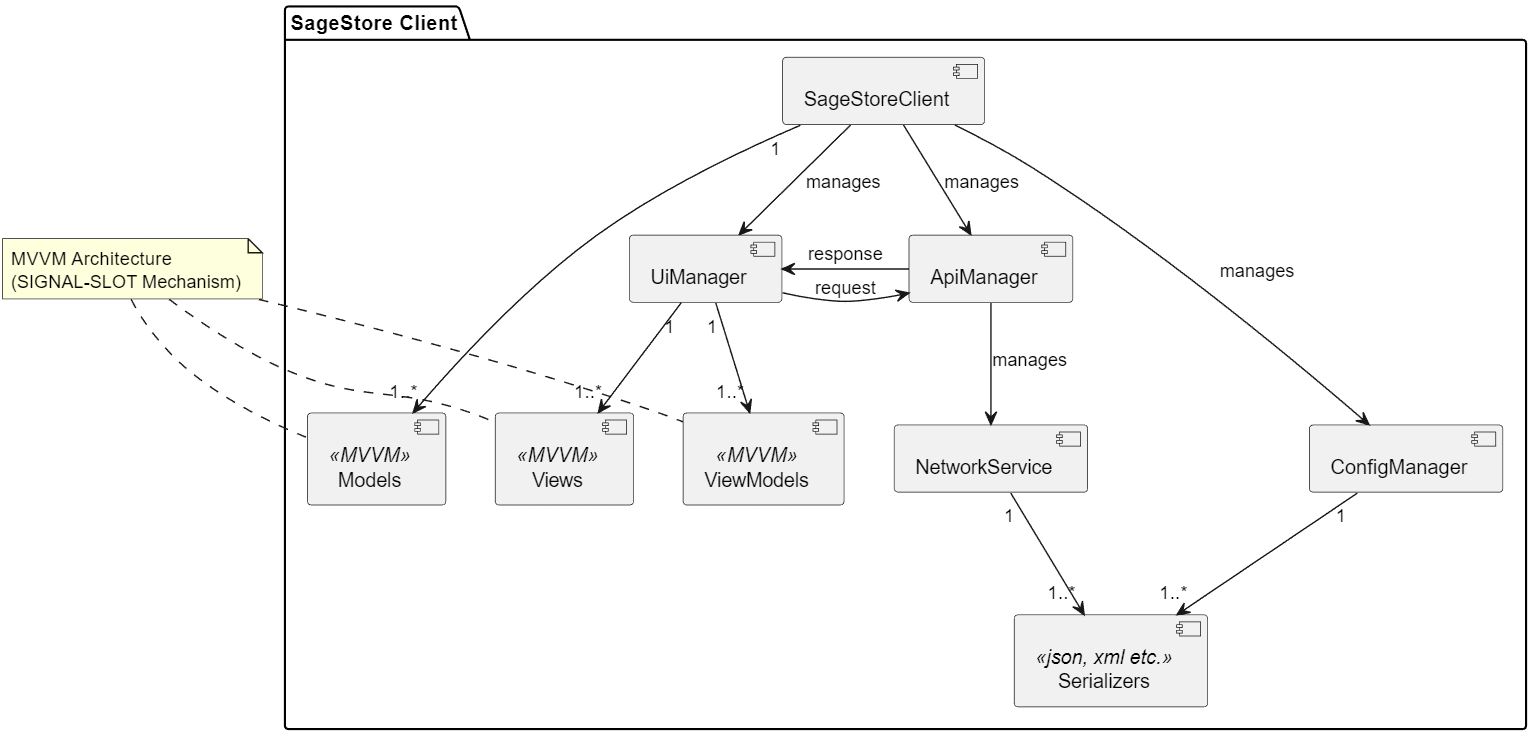 SageStore Client
SageStoreClient
1
manages
manages
manages
MVVM Architecture
(SIGNAL-SLOT Mechanism)
UiManager
response
request
ApiManager
1
1
manages
1..*
1..*
1..*
«MVVM»
Models
«MVVM»
Views
«MVVM»
ViewModels
NetworkService
ConfigManager
1
1
1..*
1..*
«json, xml etc.»
Serializers